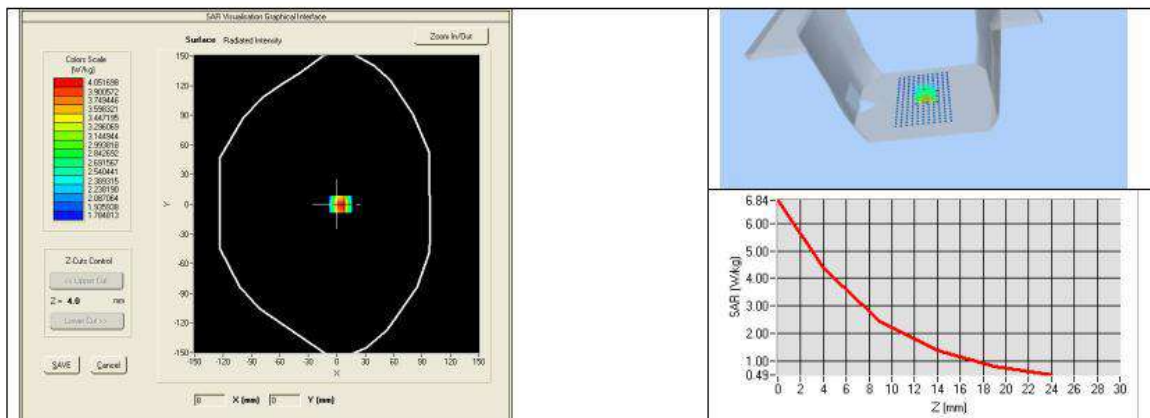 SAR Visualisation Graphical Interface
Surface Radiated Intensity
Zoom In/Out
Colors Scale
(W/kg)
4.051698
3.900572
3.749446
3.598321
3.447195
3.296069
3.144944
2.993818
2.842692
2.691567
2.540441
2.389315
2.238190
2.087064
1.935938
1.784813
Z-Cuts Control
<< Upper Cut
Z = 4.0 mm
Lower Cut >>
SAVE Cancel
150
120
90
60
30
0
-30
-60
-90
-120
-150
Y
-150 -120 -90 -60 -30 0 30 60 90 120 150
X
8 X (mm) 0 Y (mm)
6.84
6.00
5.00
4.00
3.00
2.00
1.00
0.49
SAR (W/kg)
0 2 4 6 8 10 12 14 16 18 20 22 24 26 28 30
Z (mm)